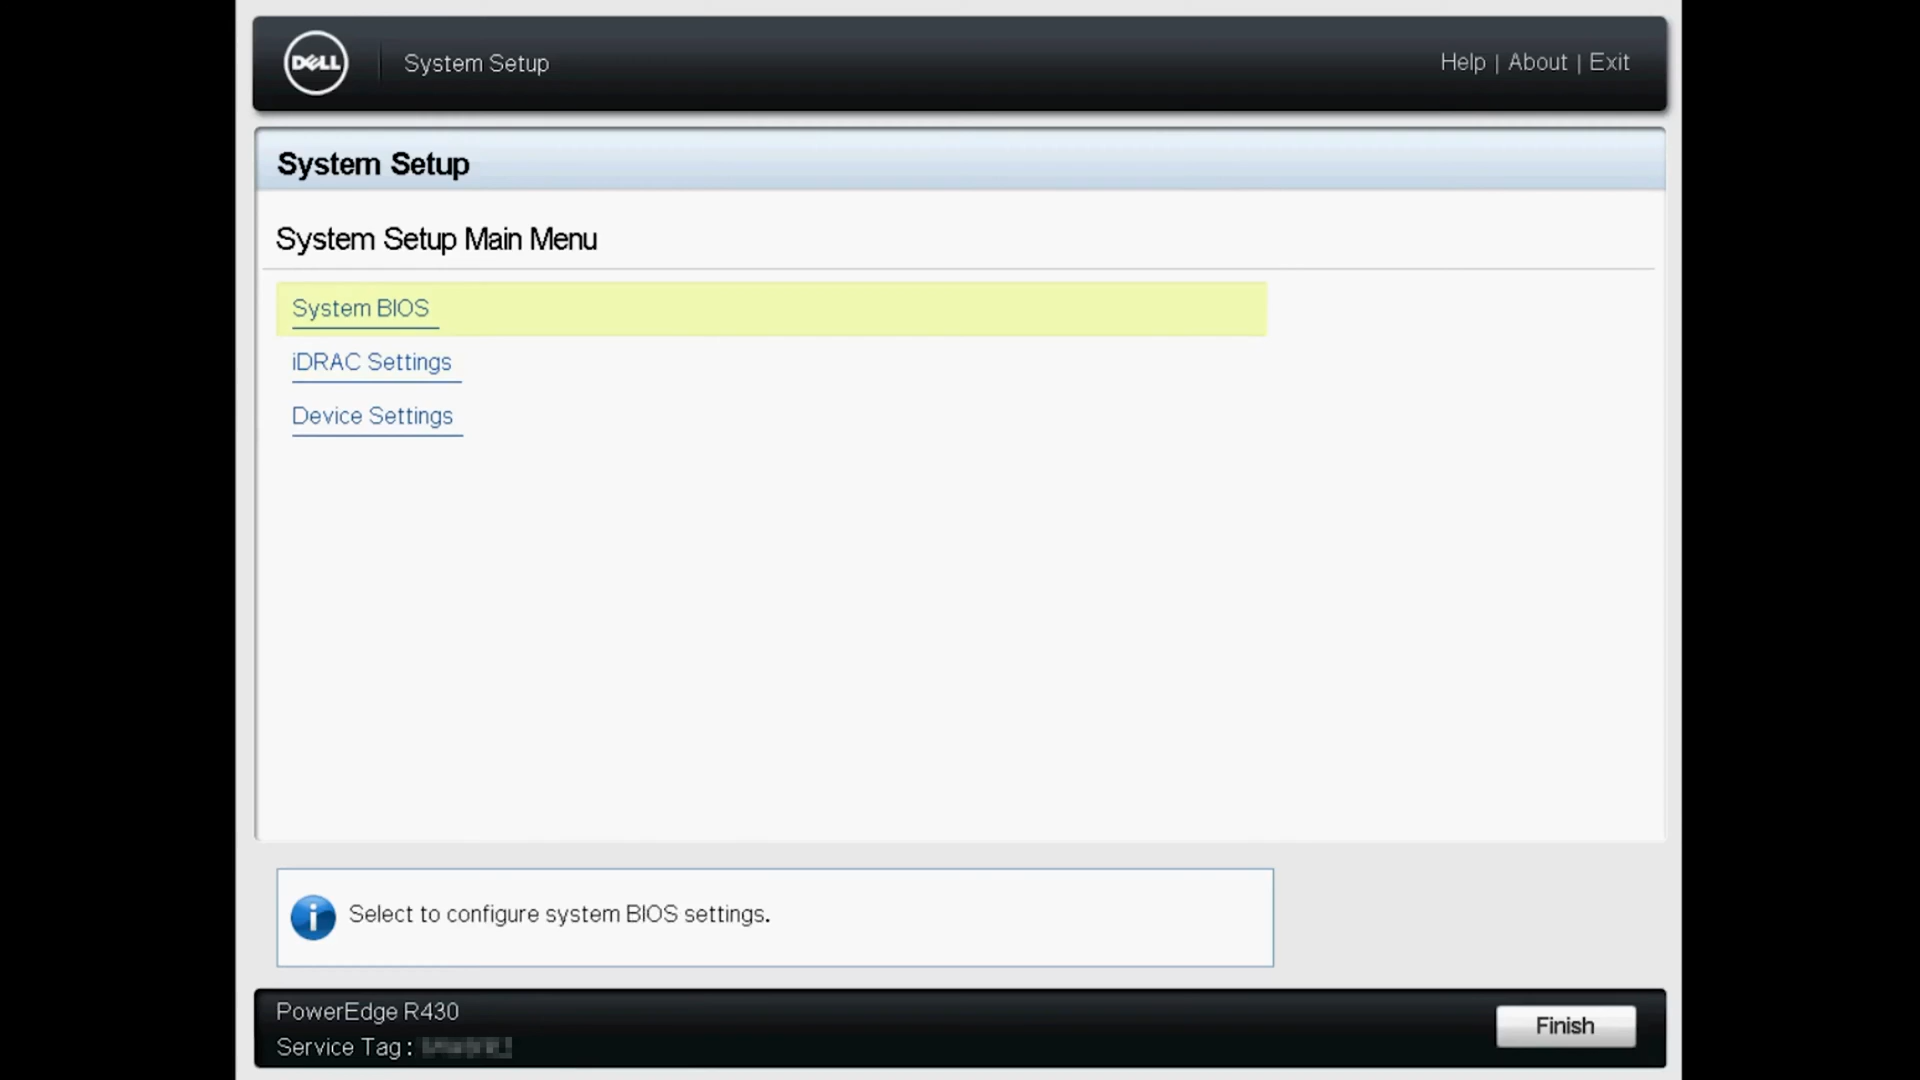 DELL
System Setup
Help | About | Exit
System Setup
System Setup Main Menu
System BIOS
iDRAC Settings
Device Settings
Select to configure system BIOS settings.
PowerEdge R430
Service Tag :
Finish